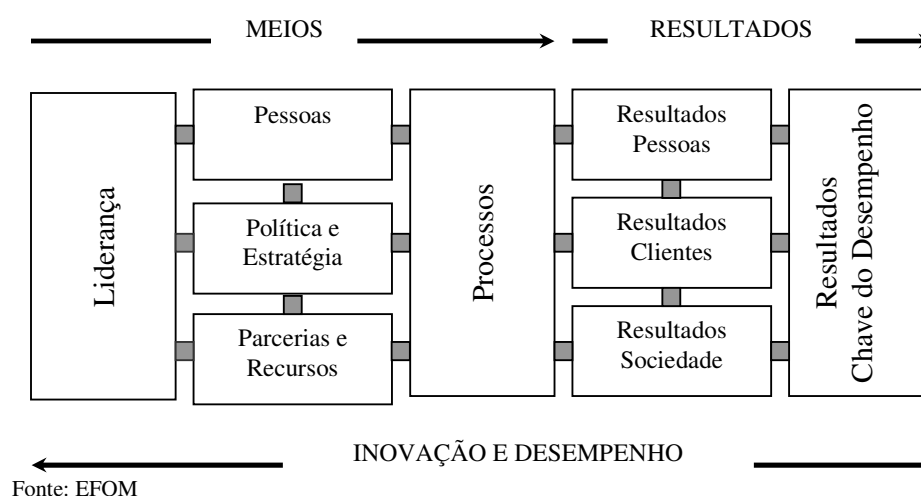 MEIOS
RESULTADOS
Liderança
Pessoas
Política e
Estratégia
Parcerias e
Recursos
Processos
Resultados
Pessoas
Resultados
Clientes
Resultados
Sociedade
Resultados
Chave do Desempenho
INOVAÇÃO E DESEMPENHO
Fonte: EFOM